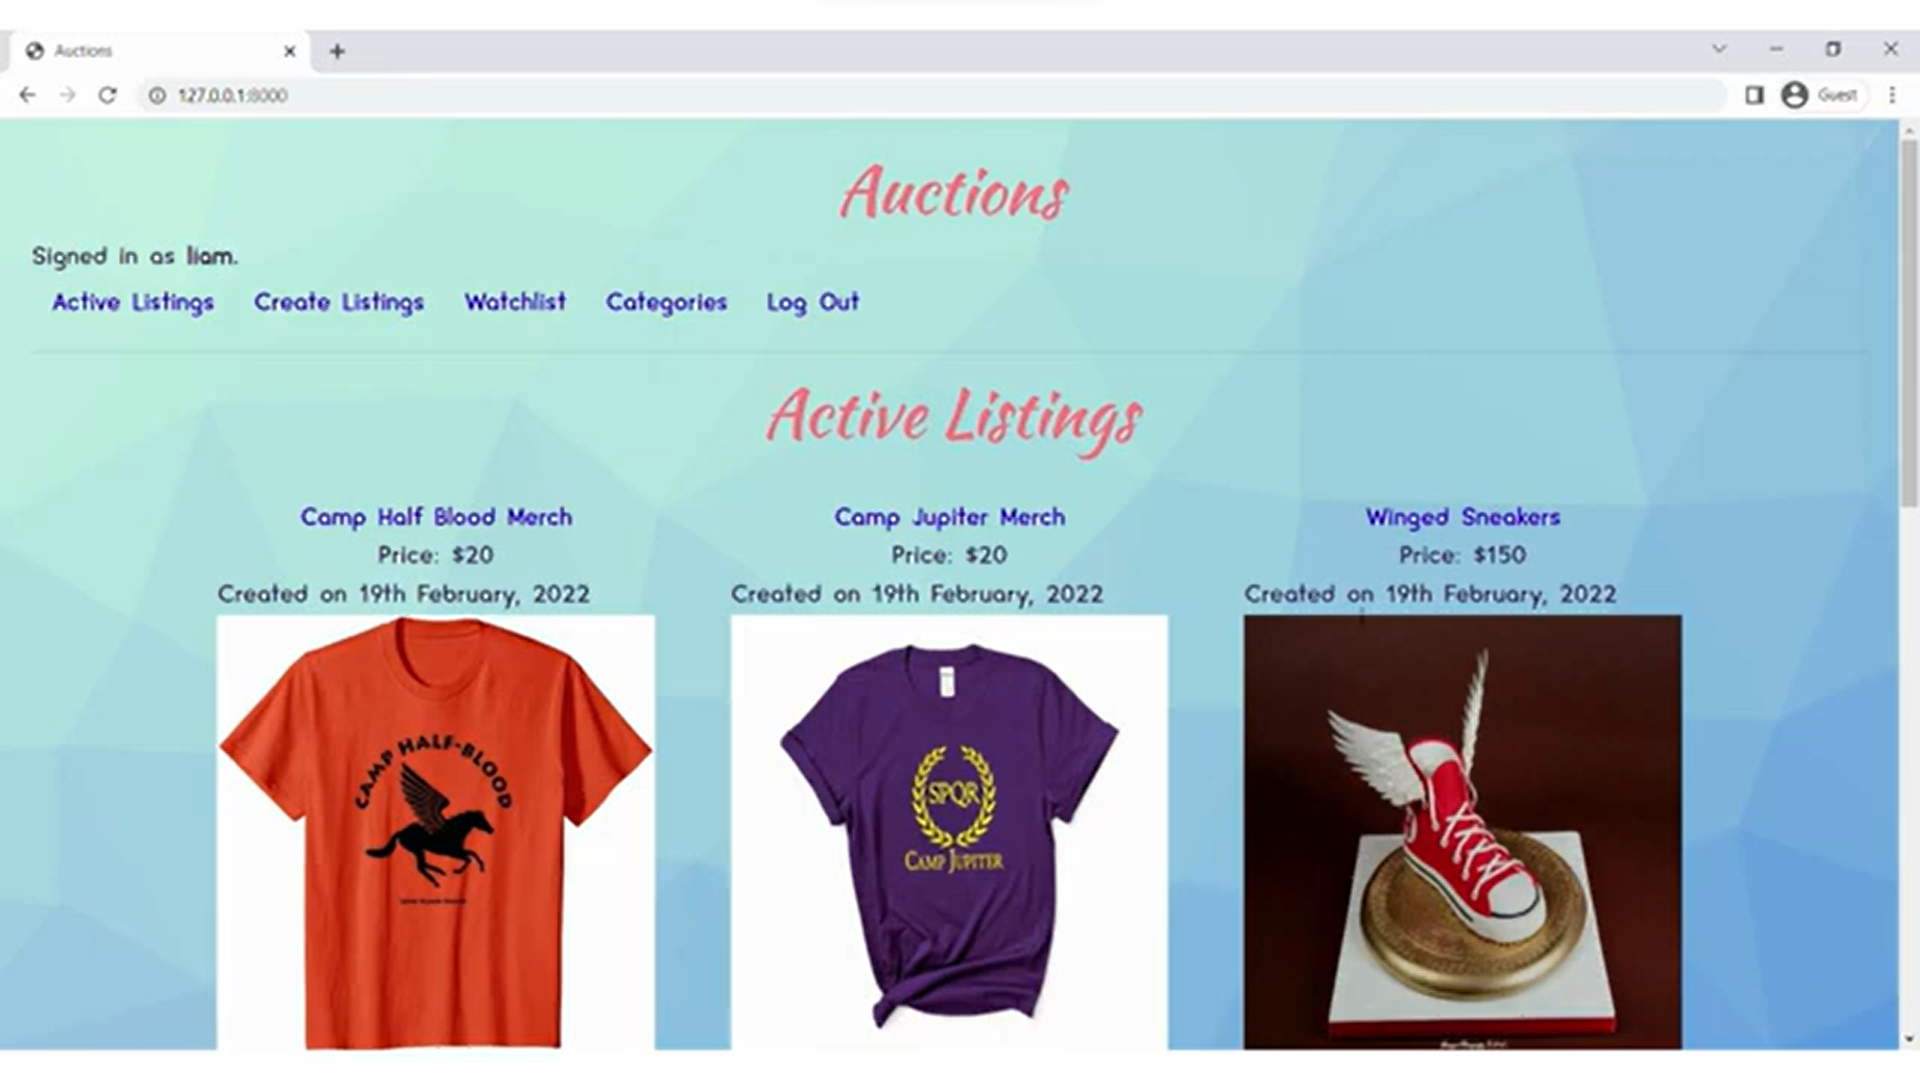 Auctions
127.0.0.1:8000
Guest
Auctions
Signed in as liam.
Active Listings Create Listings Watchlist Categories Log Out
Active Listings
Camp Half Blood Merch
Price: $20
Created on 19th February, 2022
CAMP HALF-BLOOD
Camp Jupiter Merch
Price: $20
Created on 19th February, 2022
SPQR
CAMP JUPITER
Winged Sneakers
Price: $150
Created on 19th February, 2022